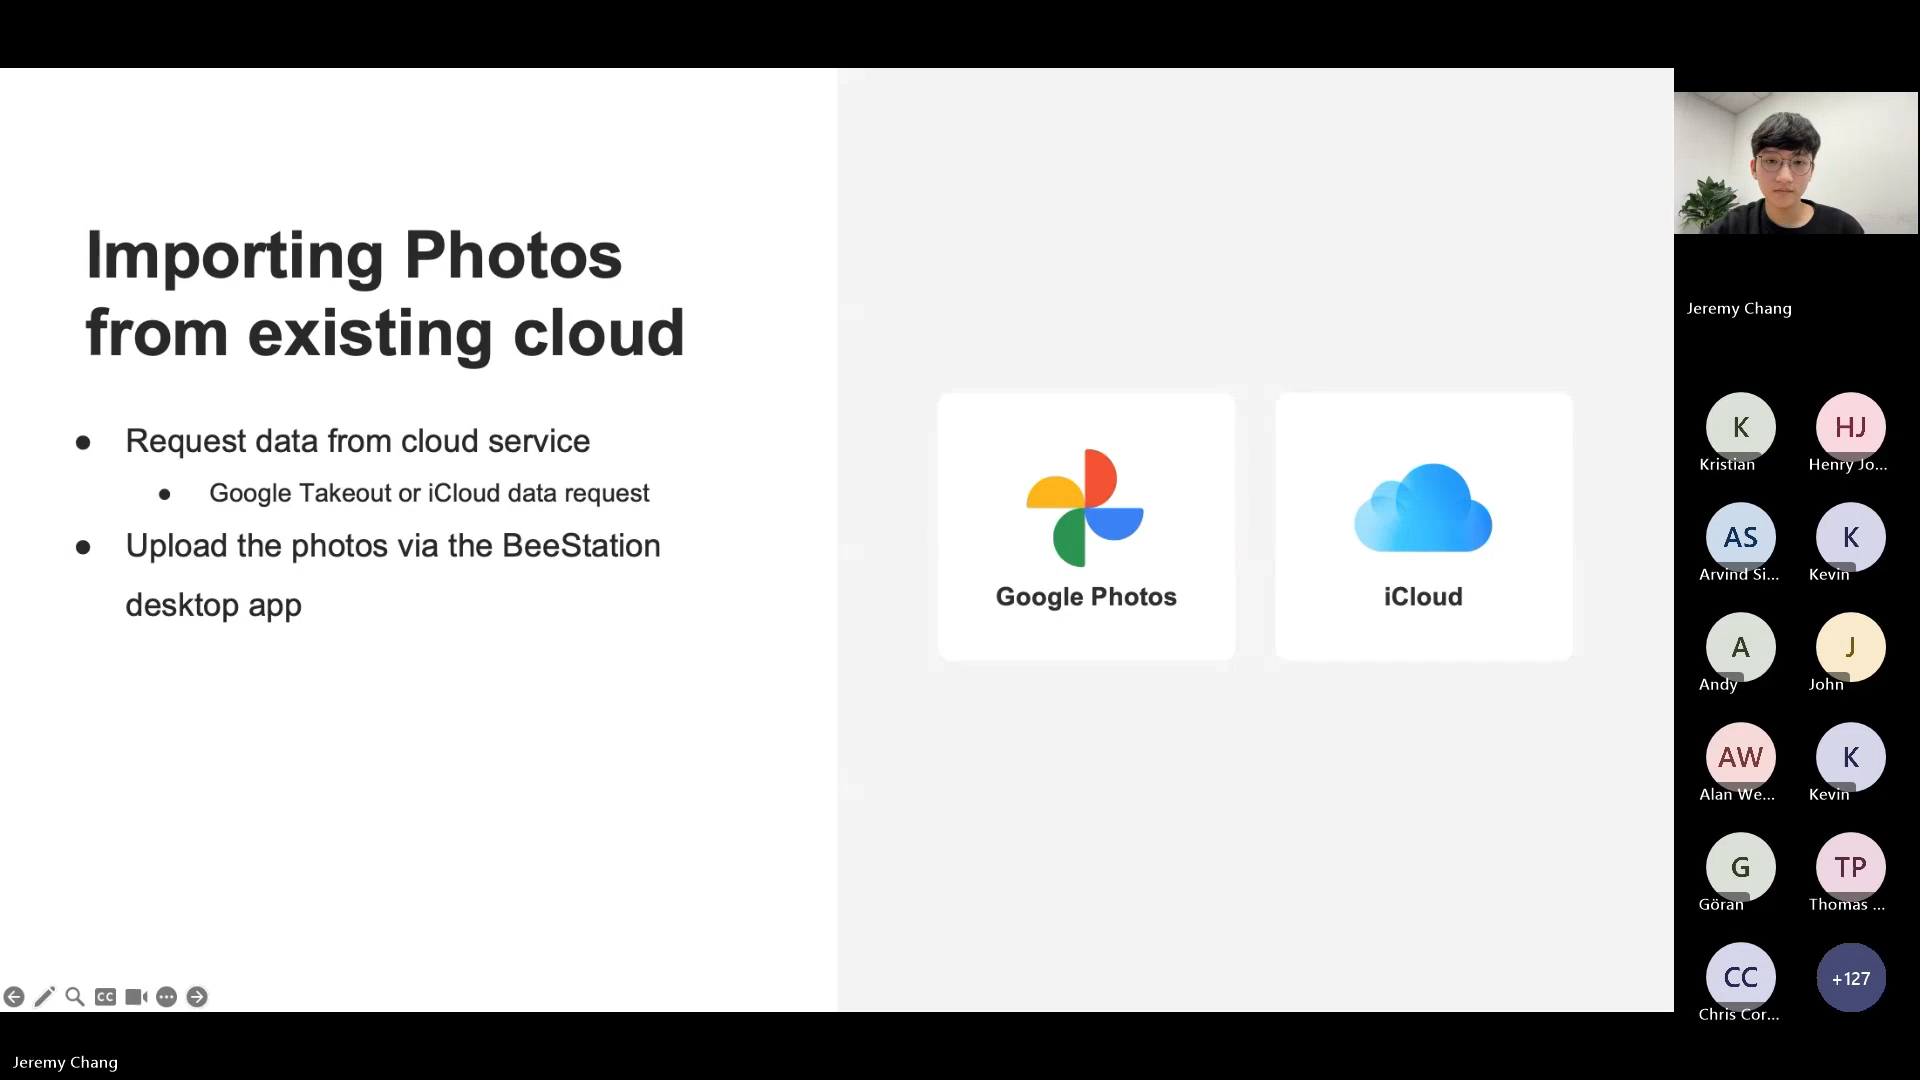 Importing Photos
from existing cloud
Request data from cloud service
Google Takeout or iCloud data request
Upload the photos via the BeeStation
desktop app
Google Photos
iCloud
Jeremy Chang
K
HJ
Kristian
Henry Jo...
AS
K
Arvind Si...
Kevin
A
J
Andy
John
AW
K
Alan We...
Kevin
G
TP
Göran
Thomas ...
CC
+127
Chris Cor...
CC
Jeremy Chang